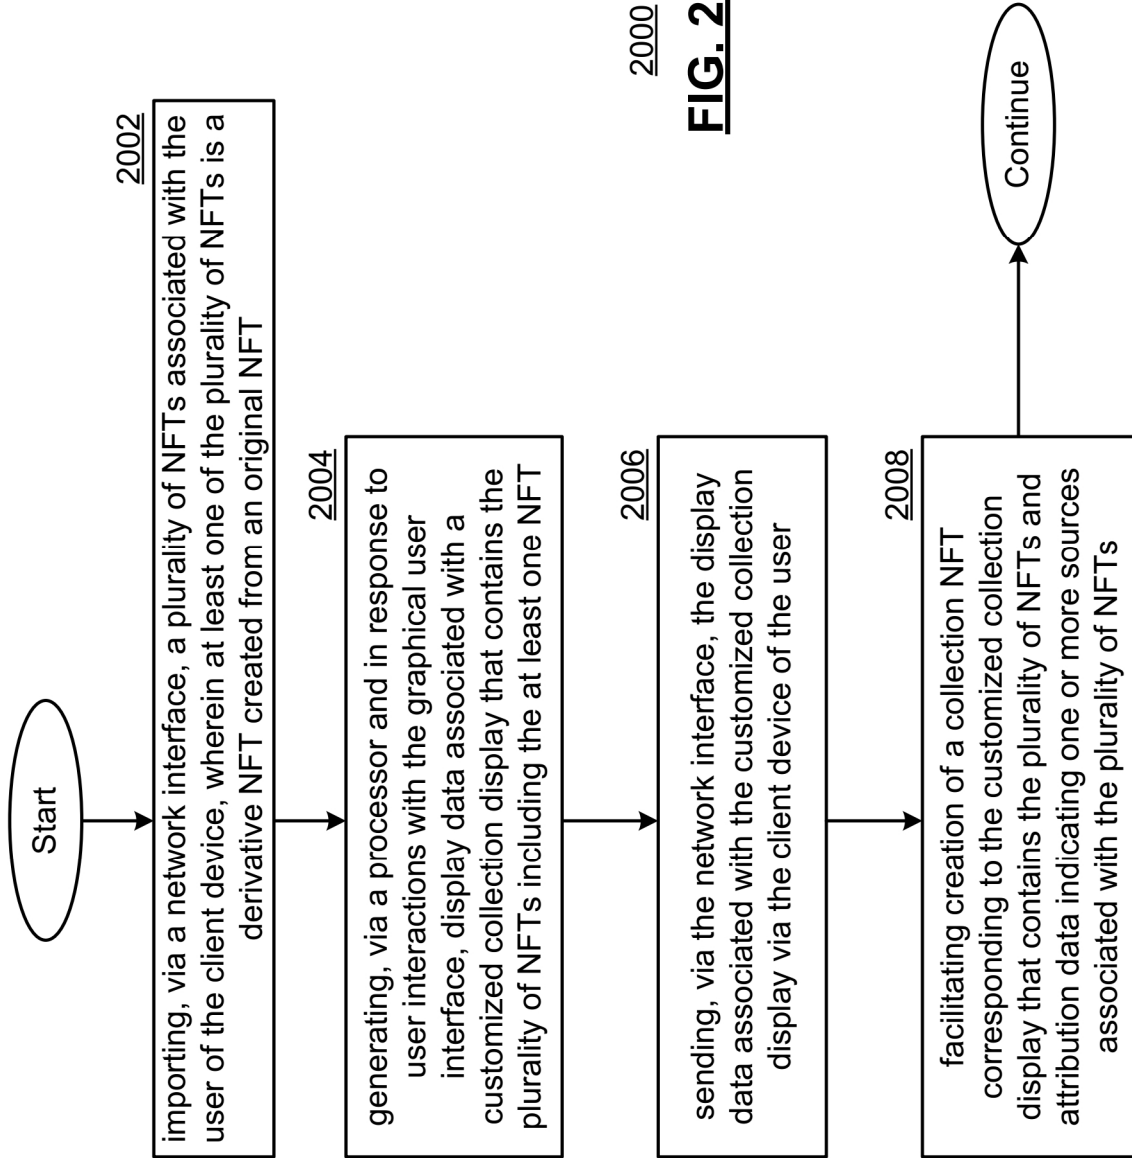 Start
2002
importing, via a network interface, a plurality of NFTs associated with the
user of the client device, wherein at least one of the plurality of NFTs is a
derivative NFT created from an original NFT
2004
generating, via a processor and in response to
user interactions with the graphical user
interface, display data associated with a
customized collection display that contains the
plurality of NFTs including the at least one NFT
2006
sending, via the network interface, the display
data associated with the customized collection
display via the client device of the user
2008
facilitating creation of a collection NFT
corresponding to the customized collection
display that contains the plurality of NFTs and
attribution data indicating one or more sources
associated with the plurality of NFTs
Continue
2000
FIG. 2